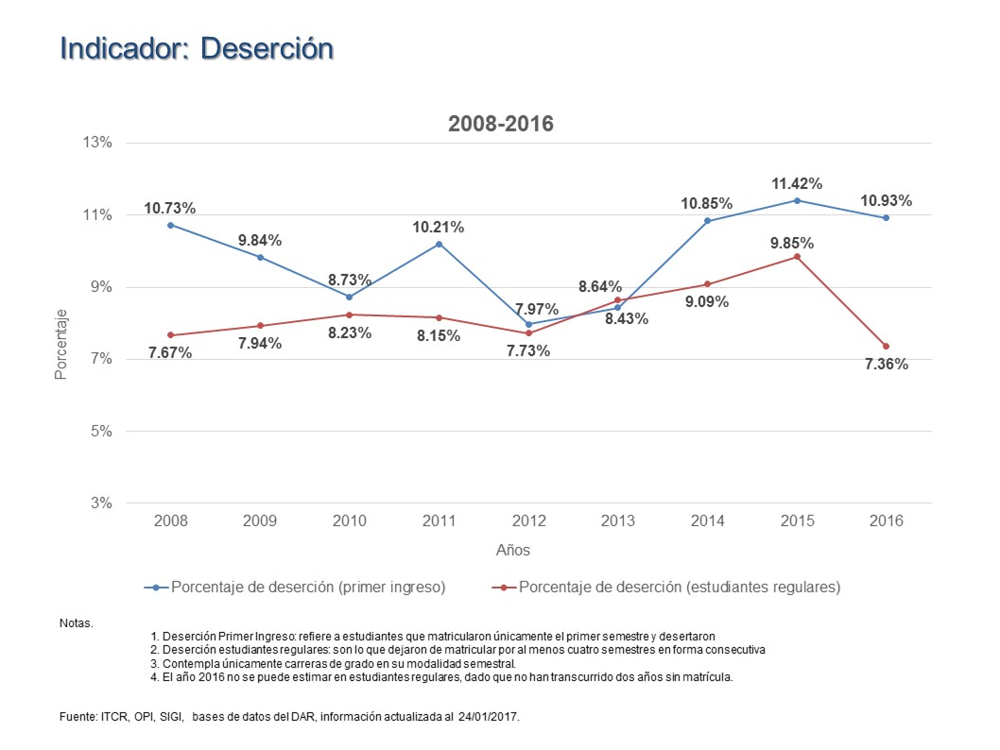 Indicador: Deserción
2008-2016
13%
11%
9%
7%
5%
3%
Porcentaje
10.73%
9.84%
8.73%
10.21%
7.97%
8.43%
10.85%
11.42%
10.93%
7.67%
7.94%
8.23%
8.15%
7.73%
8.64%
9.09%
9.85%
7.36%
2008 2009 2010 2011 2012 2013 2014 2015 2016
Años
Porcentaje de deserción (primer ingreso) Porcentaje de deserción (estudiantes regulares)
Notas.
1. Deserción Primer Ingreso: refiere a estudiantes que matricularon únicamente el primer semestre y desertaron
2. Deserción estudiantes regulares: son lo que dejaron de matricular por al menos cuatro semestres en forma consecutiva
3. Contempla únicamente carreras de grado en su modalidad semestral.
4. El año 2016 no se puede estimar en estudiantes regulares, dado que no han transcurrido dos años sin matrícula.
Fuente: ITCR, OPI, SIGI, bases de datos del DAR, información actualizada al 24/01/2017.